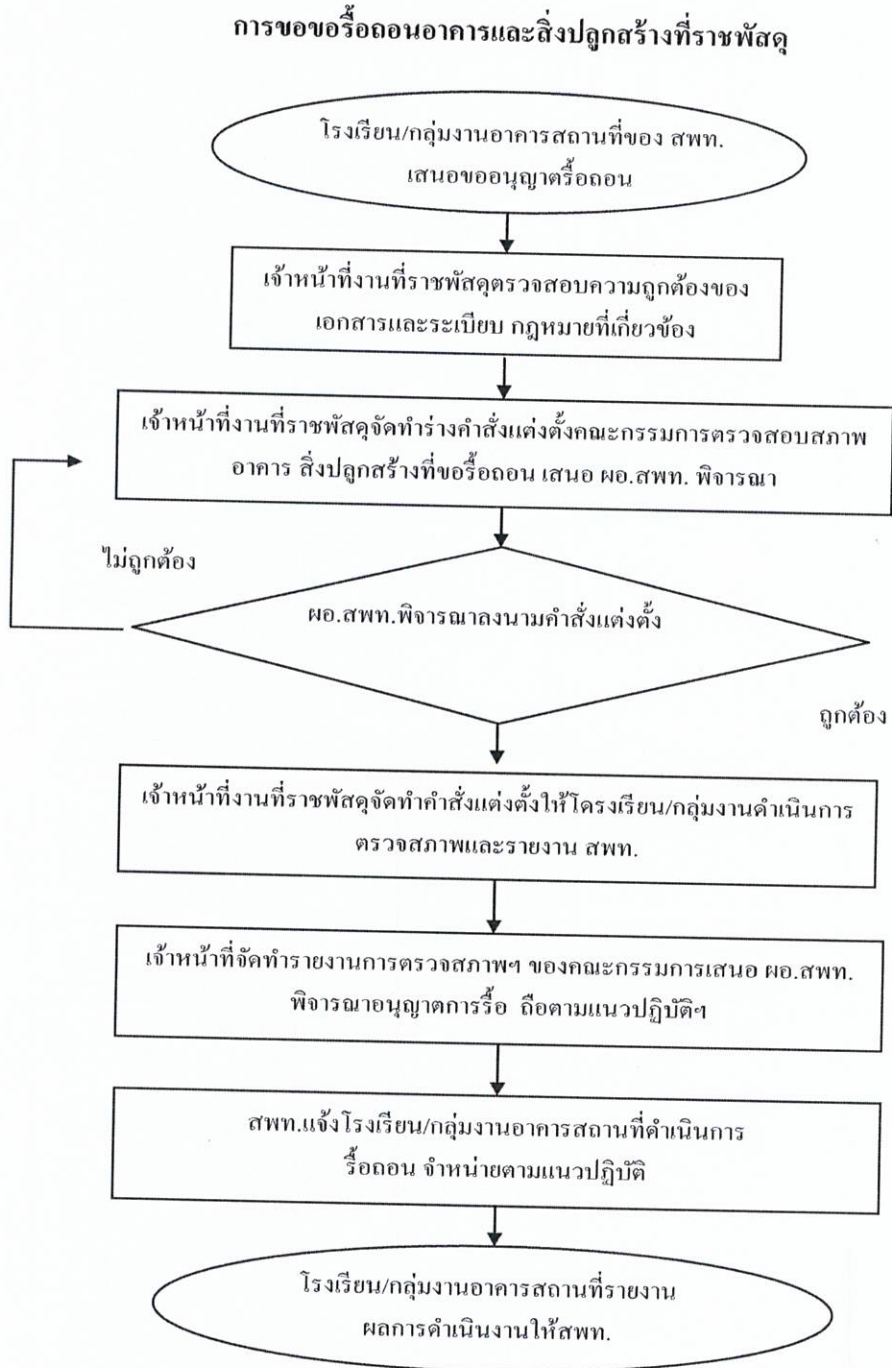 การขอขอรื้อถอนอาคารและสิ่งปลูกสร้างที่ราชพัสดุ
โรงเรียน/กลุ่มงานอาคารสถานที่ของ สพท.
เสนอขออนุญาตรื้อถอน
เจ้าหน้าที่งานที่ราชพัสดุตรวจสอบความถูกต้องของ
เอกสารและระเบียบ กฎหมายที่เกี่ยวข้อง
เจ้าหน้าที่งานที่ราชพัสดุจัดทำร่างคำสั่งแต่งตั้งคณะกรรมการตรวจสอบสภาพ
อาคาร สิ่งปลูกสร้างที่ขอรื้อถอน เสนอ ผอ.สพท. พิจารณา
ไม่ถูกต้อง
ผอ.สพท.พิจารณาลงนามคำสั่งแต่งตั้ง
ถูกต้อง
เจ้าหน้าที่งานที่ราชพัสดุจัดทำคำสั่งแต่งตั้งให้โครงเรียน/กลุ่มงานดำเนินการ
ตรวจสภาพและรายงาน สพท.
เจ้าหน้าที่จัดทำรายงานการตรวจสภาพฯ ของคณะกรรมการเสนอ ผอ.สพท.
พิจารณาอนุญาตการรื้อ ถือตามแนวปฏิบัติฯ
สพท.แจ้งโรงเรียน/กลุ่มงานอาคารสถานที่ดำเนินการ
รื้อถอน จำหน่ายตามแนวปฏิบัติ
โรงเรียน/กลุ่มงานอาคารสถานที่รายงาน
ผลการดำเนินงานให้สพท.